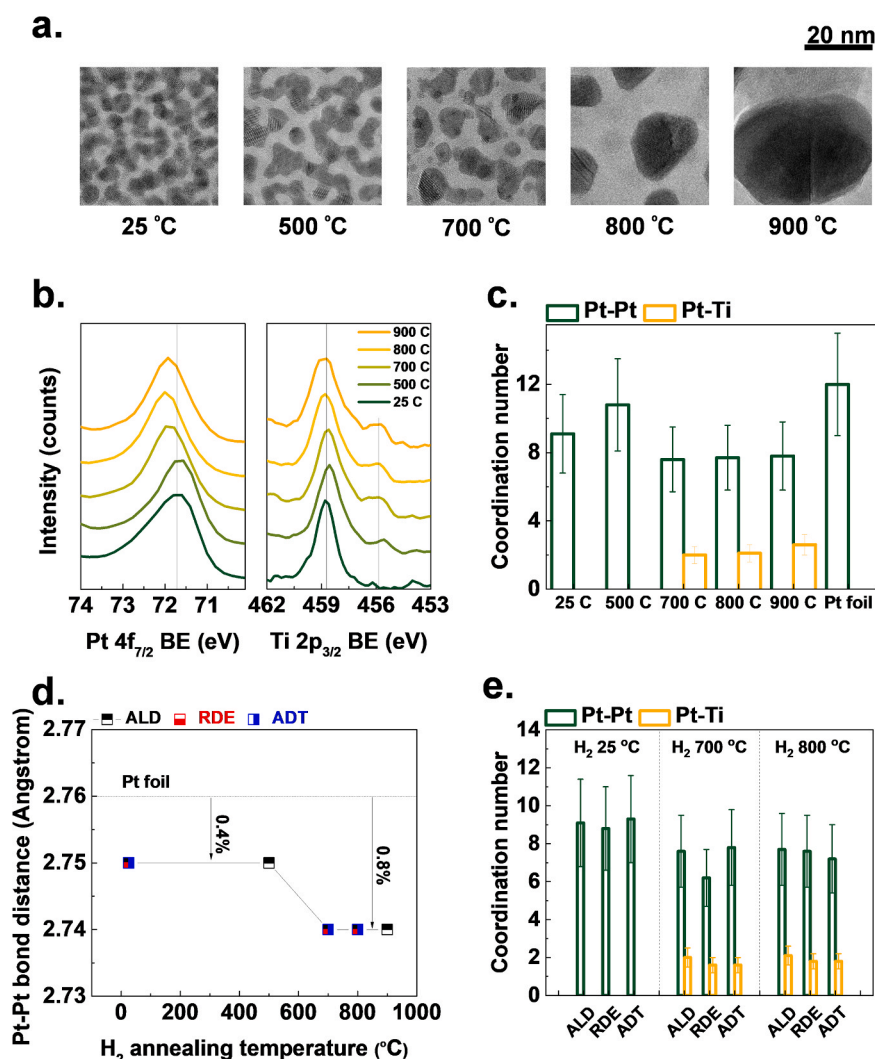 a.
20 nm
25 °C
500 °C
700 °C
800 °C
900 °C
b.
Intensity (counts)
900 C
800 C
700 C
500 C
25 C
74 73 72 71
462 459 456 453
Pt 4f7/2 BE (eV)
Ti 2p3/2 BE (eV)
c.
Pt-Pt Pt-Ti
Coordination number
12
8
4
0
25 C 500 C 700 C 800 C 900 C Pt foil
d.
ALD RDE ADT
Pt-Pt bond distance (Angstrom)
2.77
2.76
2.75
2.74
2.73
Pt foil
0.4%
0.8%
0 200 400 600 800 1000
H2 annealing temperature (°C)
e.
Pt-Pt Pt-Ti
Coordination number
14
12
10
8
6
4
2
0
H2 25 °C
H2 700 °C
H2 800 °C
ALD RDE ADT ALD RDE ADT ALD RDE ADT